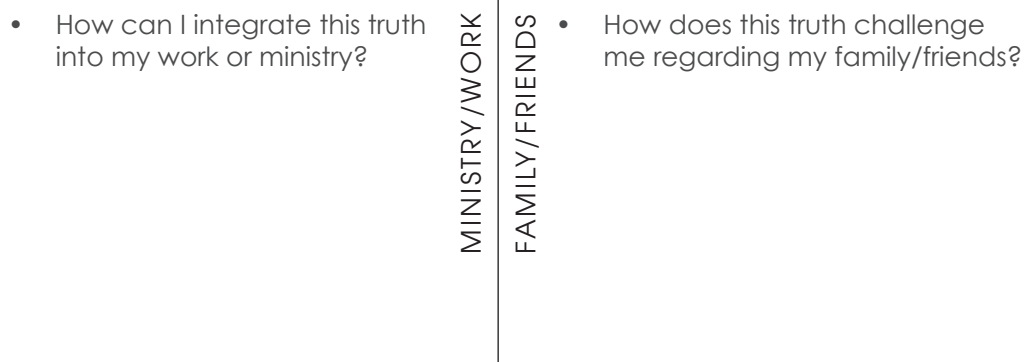 • How can I integrate this truth
into my work or ministry?
MINISTRY/WORK
FAMILY/FRIENDS
• How does this truth challenge
me regarding my family/friends?